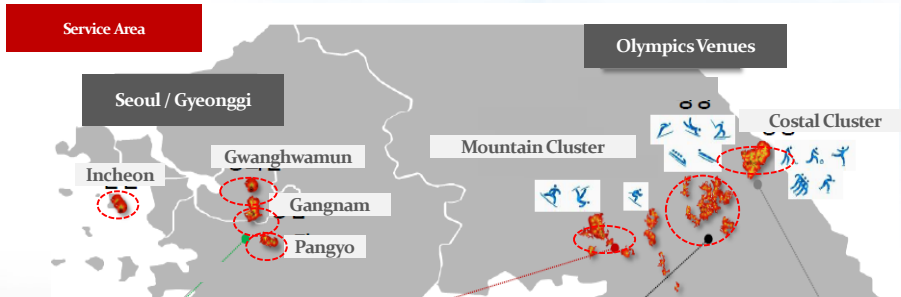 Service Area
Olympics Venues
Seoul / Gyeonggi
Costal Cluster
Mountain Cluster
Gwanghwamun
Incheon
Gangnam
Pangyo